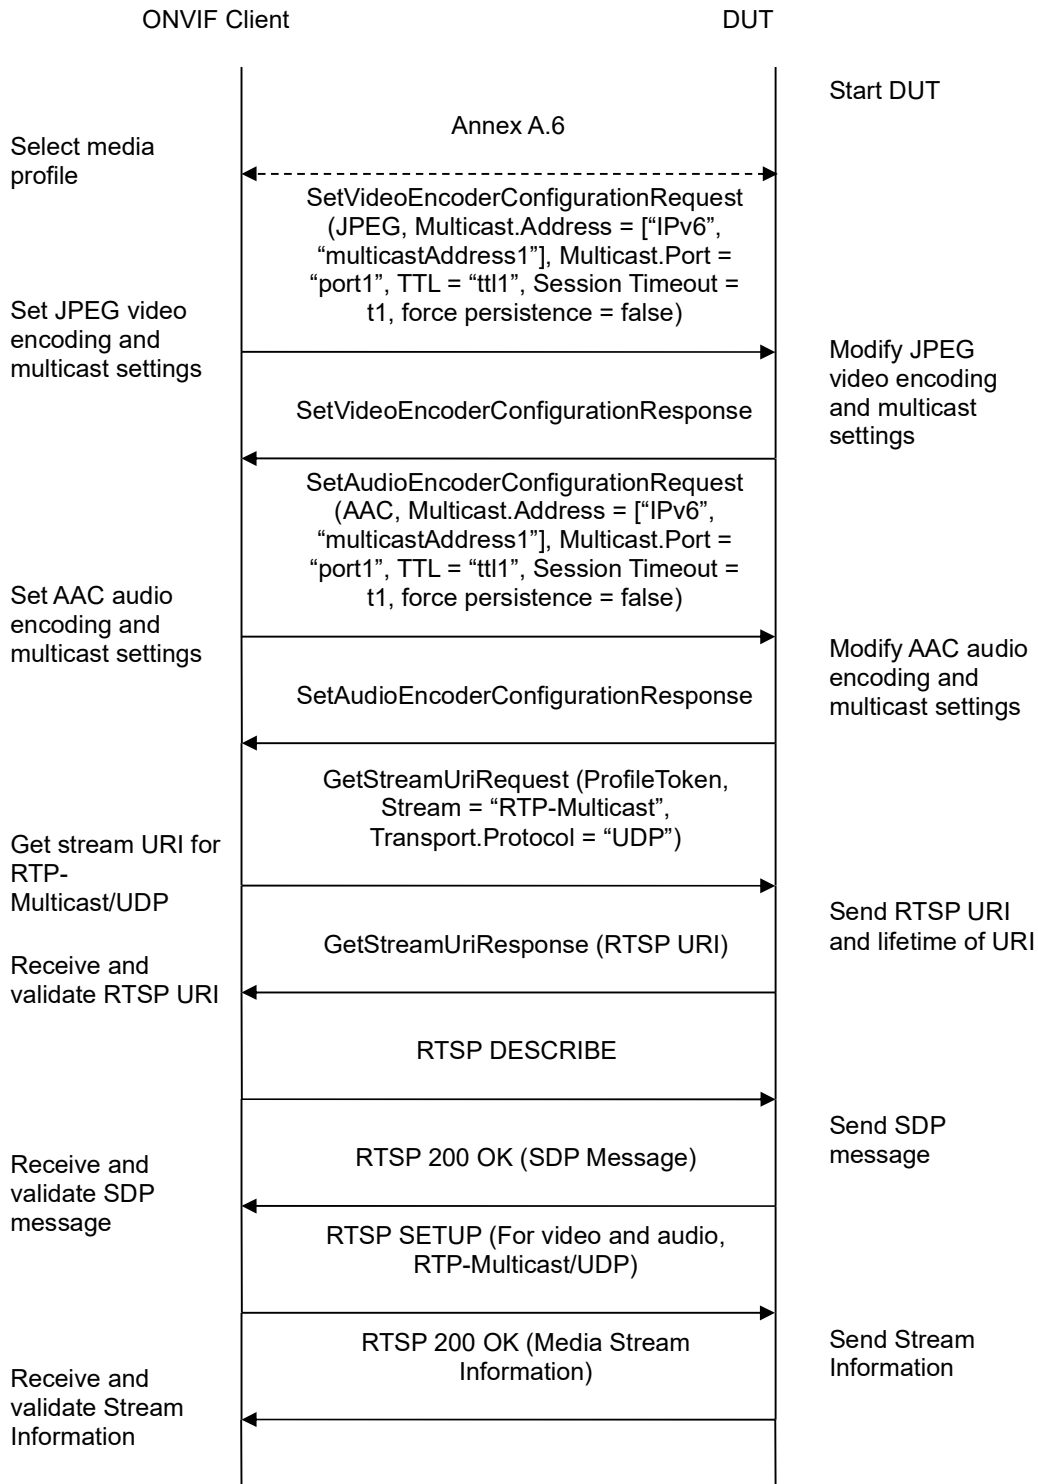 ONVIF Client
DUT
Start DUT
Annex A.6
Select media
profile
SetVideoEncoderConfigurationRequest
(JPEG, Multicast.Address = [“IPv6”,
“multicastAddress1”], Multicast.Port =
“port1”, TTL = “ttl1”, Session Timeout =
t1, force persistence = false)
Set JPEG video
encoding and
multicast settings
Modify JPEG
video encoding
and multicast
settings
SetVideoEncoderConfigurationResponse
SetAudioEncoderConfigurationRequest
(AAC, Multicast.Address = [“IPv6”,
“multicastAddress1”], Multicast.Port =
“port1”, TTL = “ttl1”, Session Timeout =
t1, force persistence = false)
Set AAC audio
encoding and
multicast settings
Modify AAC audio
encoding and
multicast settings
SetAudioEncoderConfigurationResponse
GetStreamUriRequest (ProfileToken,
Stream = “RTP-Multicast”,
Transport.Protocol = “UDP”)
Get stream URI for
RTP-
Multicast/UDP
Send RTSP URI
and lifetime of URI
GetStreamUriResponse (RTSP URI)
Receive and
validate RTSP URI
RTSP DESCRIBE
Send SDP
message
RTSP 200 OK (SDP Message)
Receive and
validate SDP
message
RTSP SETUP (For video and audio,
RTP-Multicast/UDP)
Send Stream
Information
RTSP 200 OK (Media Stream
Information)
Receive and
validate Stream
Information